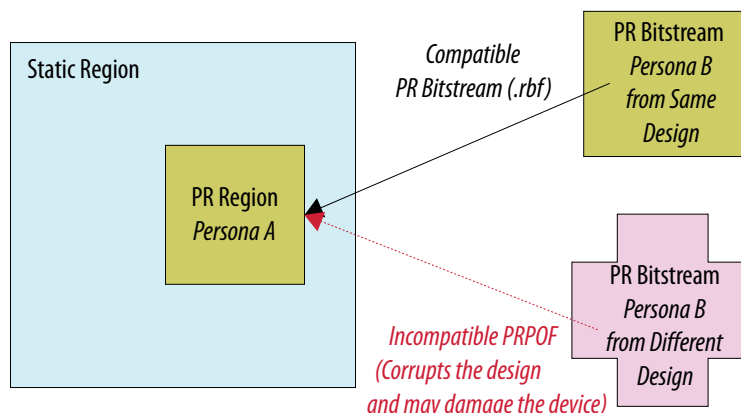 Static Region
PR Region
Persona A
Compatible
PR Bitstream (.rbf)
PR Bitstream
Persona B
from Same
Design
PR Bitstream
Persona B
from Different
Design
Incompatible PRPOF
(Corrupts the design
and may damage the device)